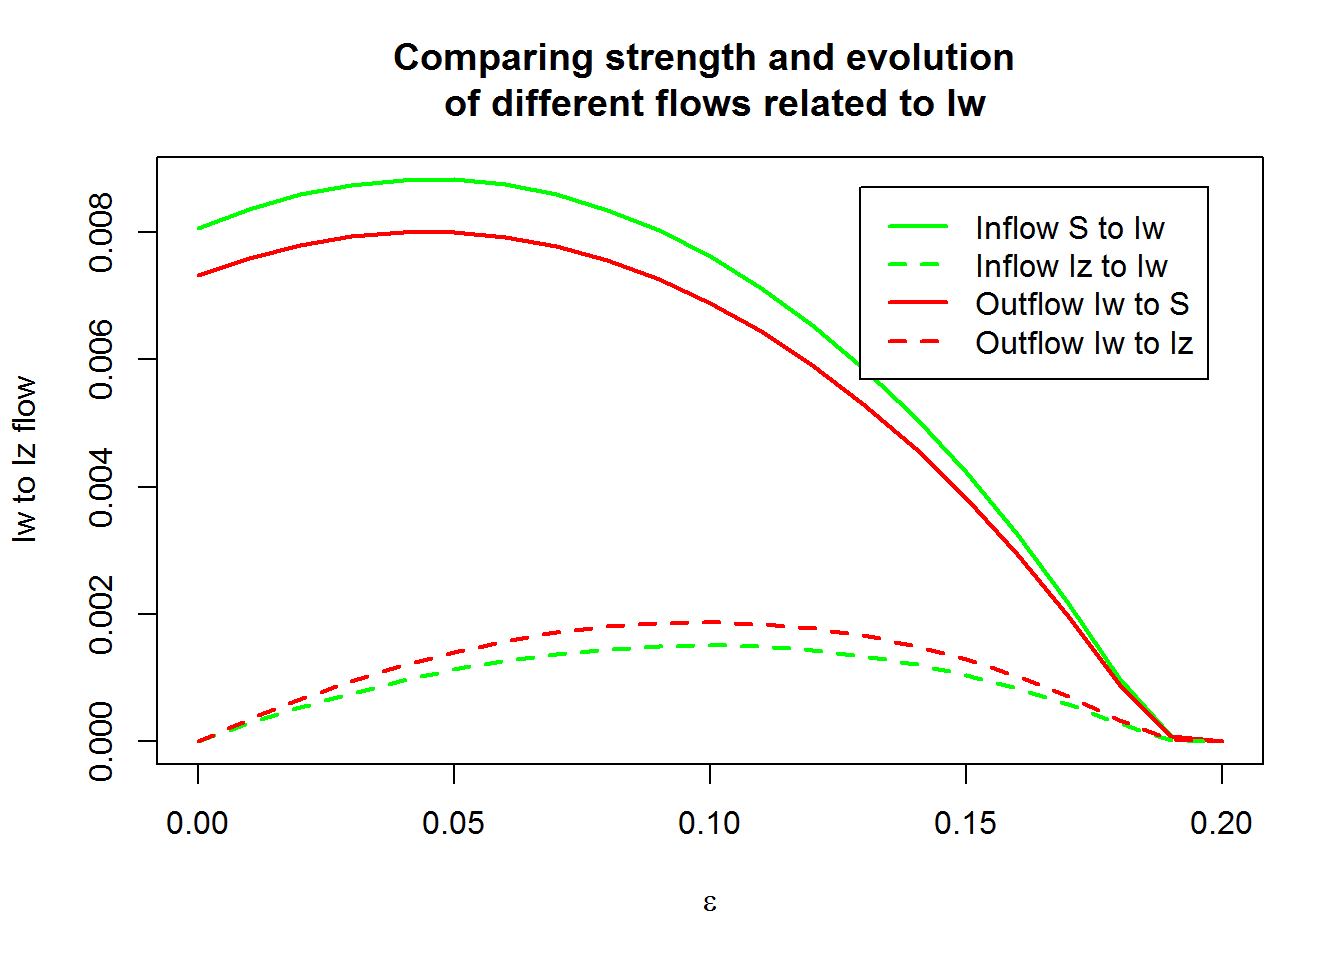 Comparing strength and evolution
of different flows related to Iw
Inflow S to Iw
Inflow Iz to Iw
Outflow Iw to S
Outflow Iw to Iz
Iw to Iz flow
0.008
0.006
0.004
0.002
0.000
0.00 0.05 0.10 0.15 0.20
ε